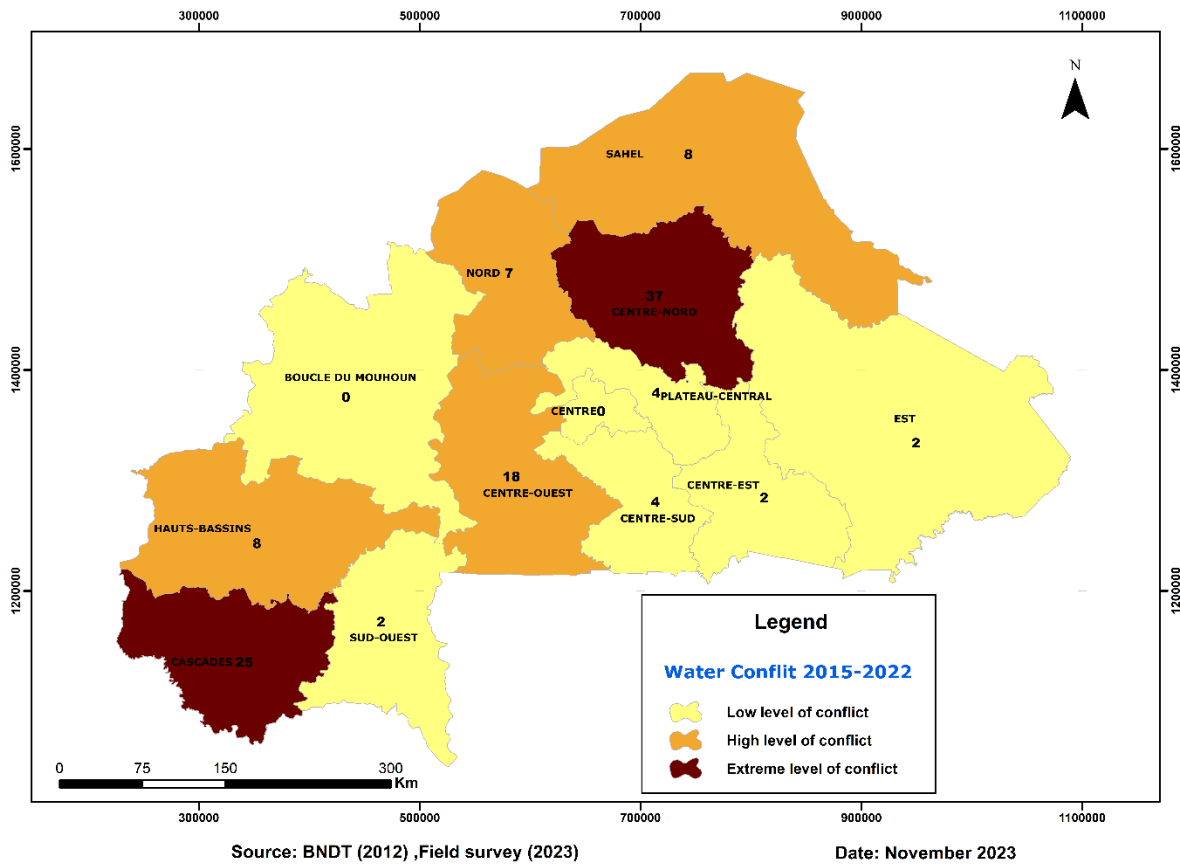 300000 500000 700000 900000 1100000
N
1600000 1600000
SAHEL 8
NORD 7
37
CENTRE-NORD
1400000 1400000
BOUCLE DU MOUHOUN
0
4 PLATEAU-CENTRAL
CENTRE 0
EST
2
18
CENTRE-OUEST
CENTRE-EST
2
4
CENTRE-SUD
HAUTS-BASSINS
8
1200000 1200000
2
SUD-OUEST
CASCADES 25
Legend
Water Conflit 2015-2022
Low level of conflict
High level of conflict
Extreme level of conflict
0 75 150 300
Km
300000 500000 700000 900000 1100000
Source: BNDT (2012) ,Field survey (2023) Date: November 2023